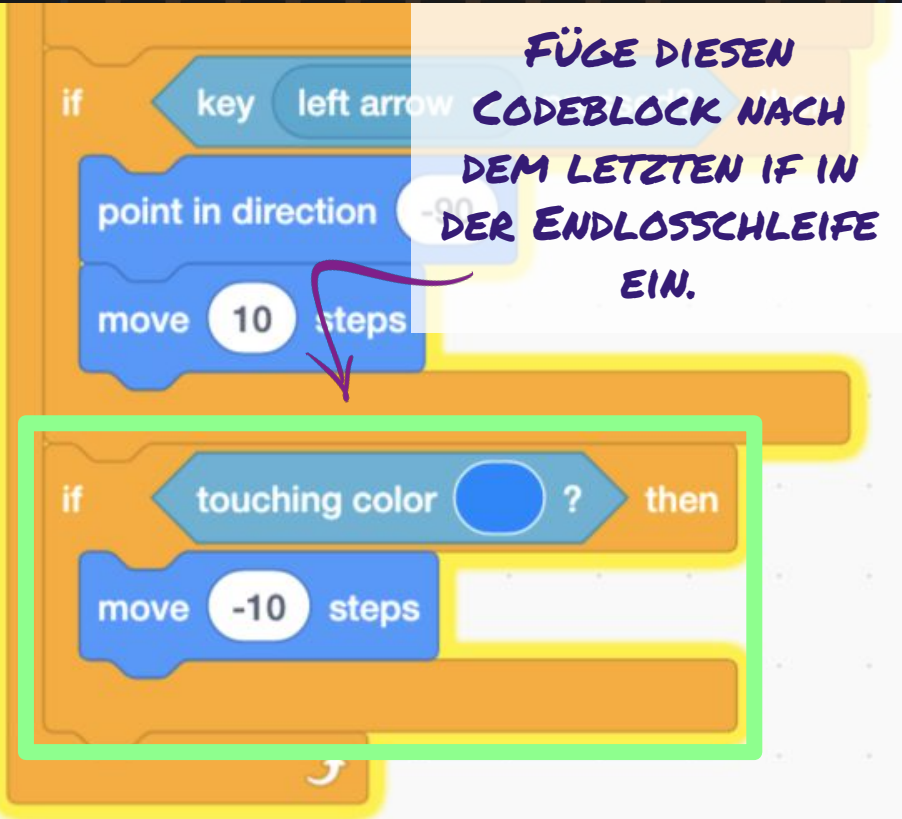 Füge diesen
Codeblock nach
dem letzten if in
der Endlosschleife
ein.
if key left arrow
point in direction -90
move 10 steps
if touching color ? then
move -10 steps